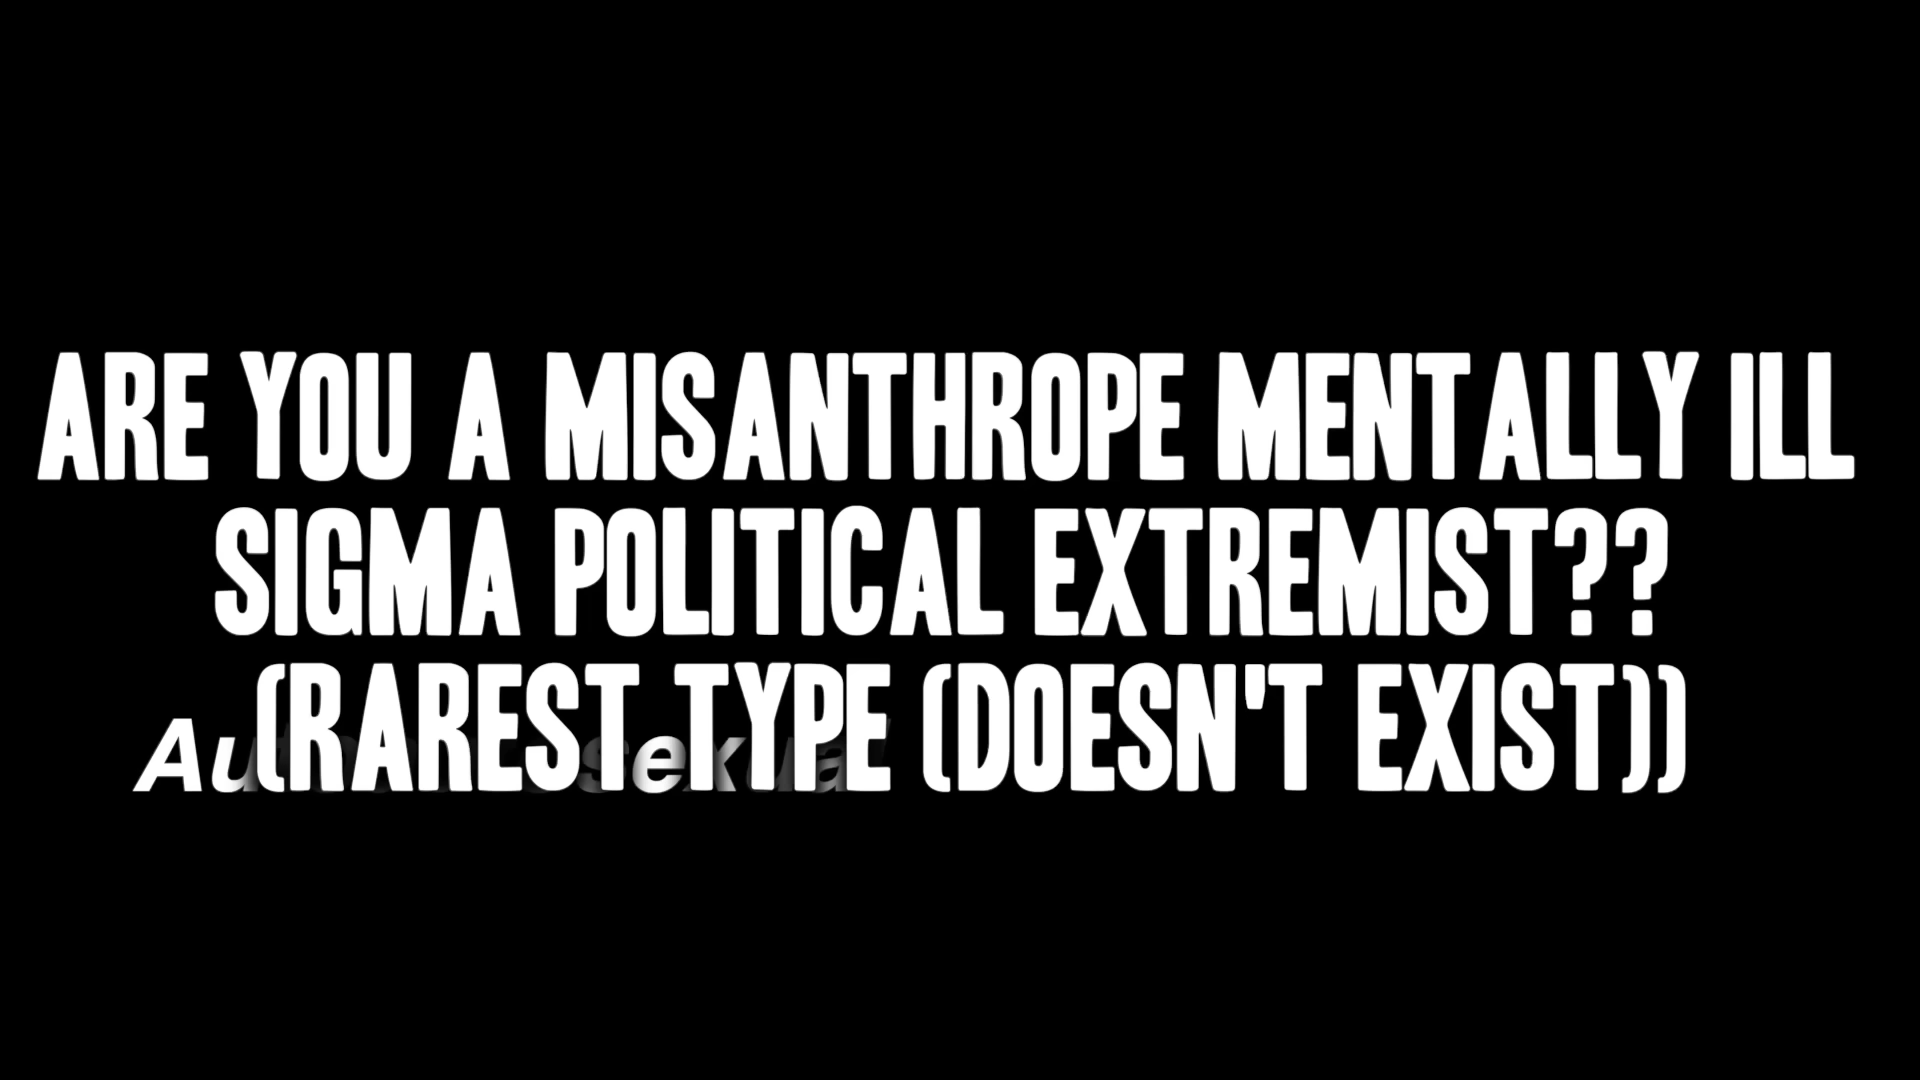 ARE YOU A MISANTHROPE MENTALLY ILL
SIGMA POLITICAL EXTREMIST??
(RAREST TYPE (DOESN'T EXIST))